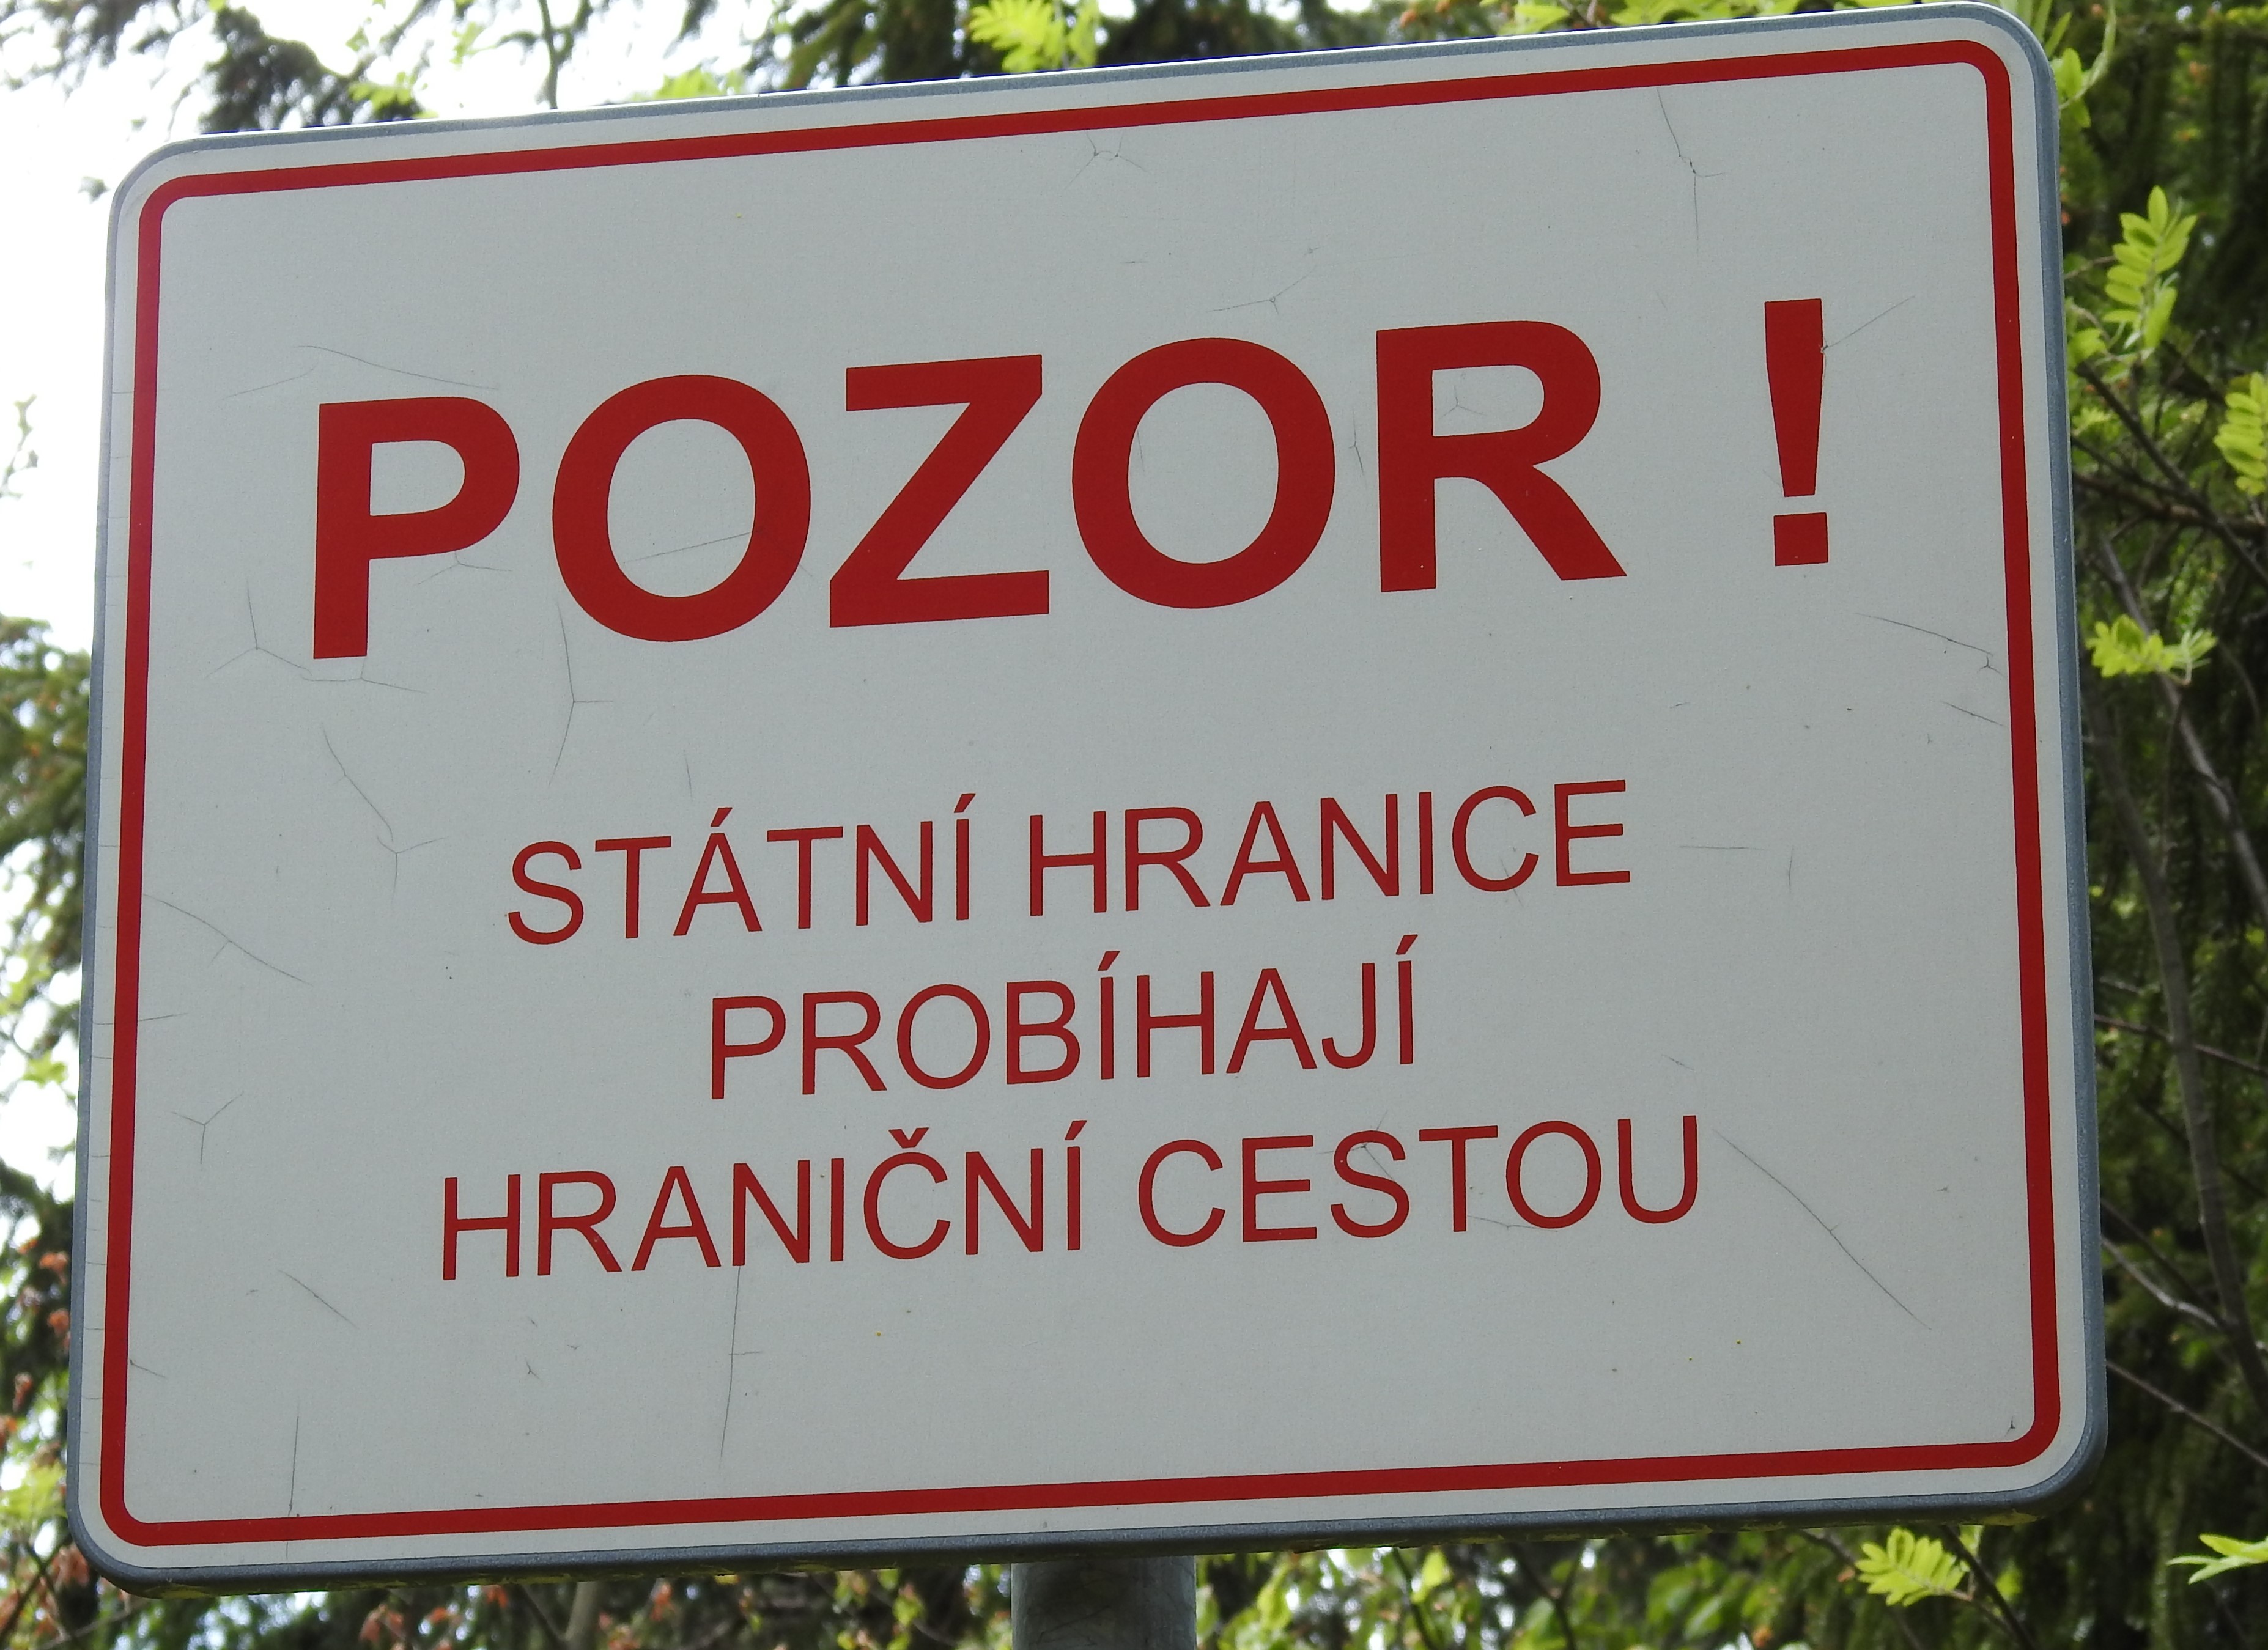 POZOR !
STÁTNÍ HRANICE
PROBÍHAJÍ
HRANIČNÍ CESTOU